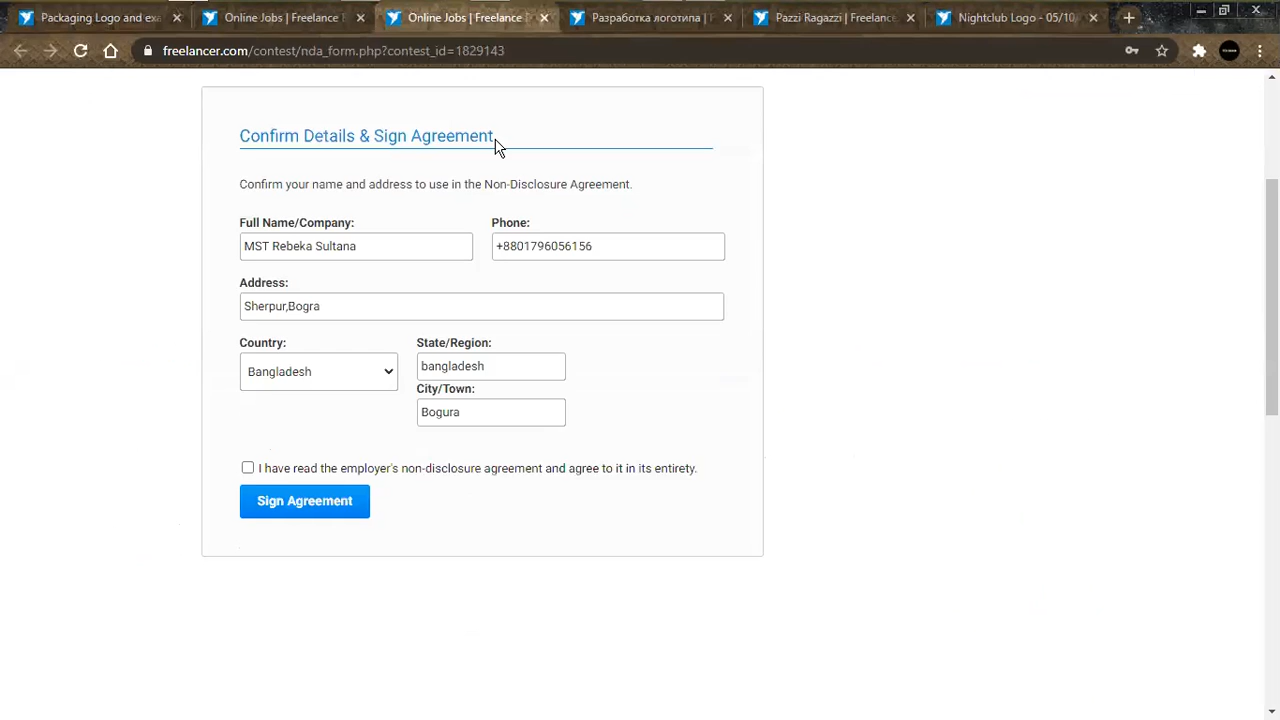 Packaging Logo and exa
Online Jobs | Freelance E
Online Jobs | Freelance
Разработка логотипа | F
Pazzi Ragazzi | Freelance
Nightclub Logo - 05/10
freelancer.com/contest/nda_form.php?contest_id=1829143
Confirm Details & Sign Agreement
Confirm your name and address to use in the Non-Disclosure Agreement.
Full Name/Company:
Phone:
MST Rebeka Sultana
+8801796056156
Address:
Sherpur,Bogra
Country:
State/Region:
Bangladesh
bangladesh
City/Town:
Bogura
I have read the employer's non-disclosure agreement and agree to it in its entirety.
Sign Agreement